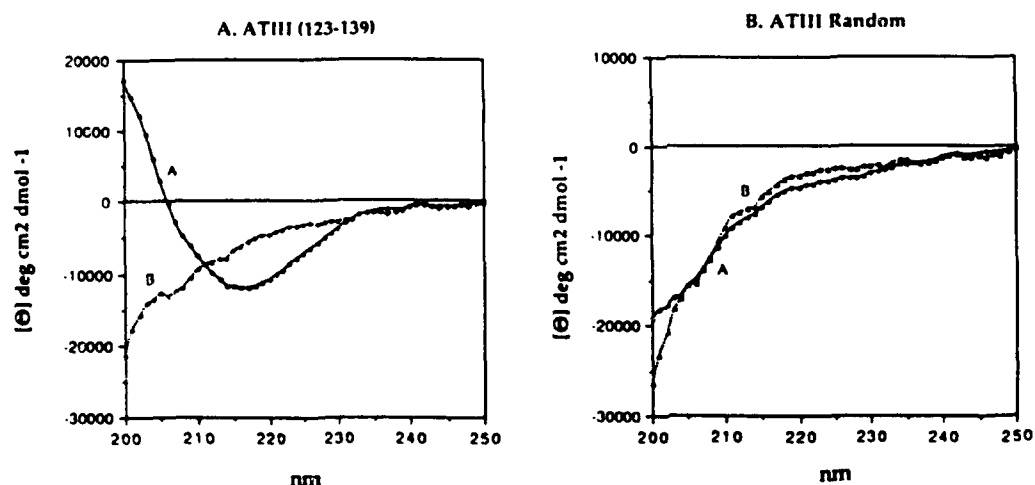 A. ATIII (123-139)
20000
10000
0
-10000
-20000
-30000
[Θ] deg cm2 dmol -1
A
B
200 210 220 230 240 250
nm
B. ATIII Random
10000
0
-10000
-20000
-30000
[Θ] deg cm2 dmol -1
B
A
200 210 220 230 240 250
nm